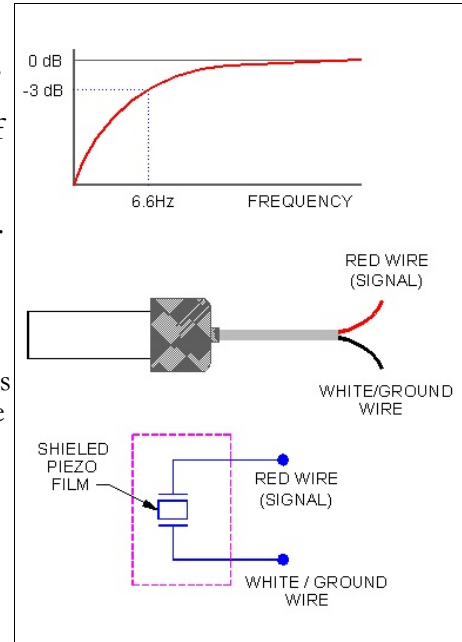 0 dB
-3 dB
6.6Hz
FREQUENCY
RED WIRE
(SIGNAL)
WHITE/GROUND
WIRE
SHIELED
PIEZO
FILM
RED WIRE
(SIGNAL)
WHITE / GROUND
WIRE